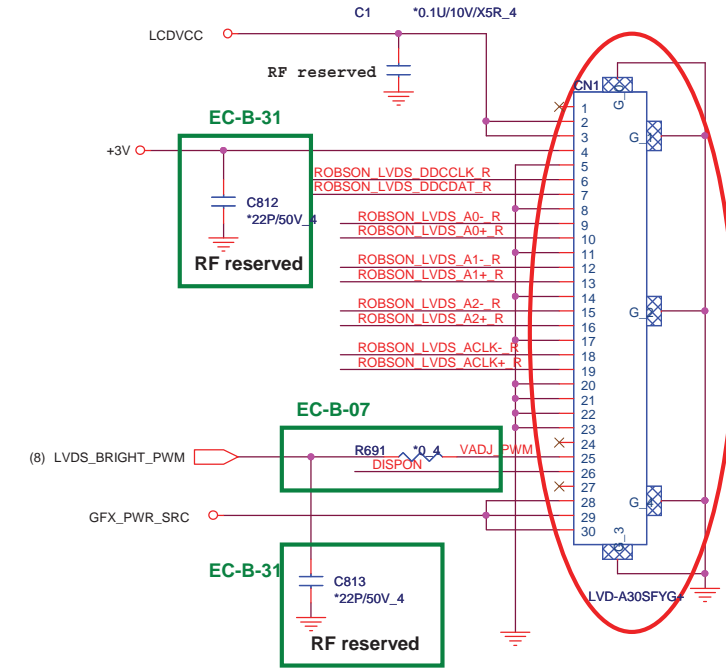 C1 *0.1U/10V/X5R_4
LCDVCC
RF reserved
CN1
G_0
1
2
3
G_1
EC-B-31
+3V
4
5
ROBSON_LVDS_DDCCLK_R
6
ROBSON_LVDS_DDCDAT_R
7
C812
*22P/50V_4
8
ROBSON_LVDS_A0-_R
9
ROBSON_LVDS_A0+_R
10
RF reserved
11
ROBSON_LVDS_A1-_R
12
ROBSON_LVDS_A1+_R
13
14
ROBSON_LVDS_A2-_R
15
G_2
ROBSON_LVDS_A2+_R
16
17
ROBSON_LVDS_ACLK-_R
18
ROBSON_LVDS_ACLK+_R
19
20
21
22
23
EC-B-07
24
(8) LVDS_BRIGHT_PWM
R691 *0_4 VADJ_PWM
25
DISPON
26
27
28
G_4
GFX_PWR_SRC
29
30
G_3
EC-B-31
C813
*22P/50V_4
LVD-A30SFYG+
RF reserved